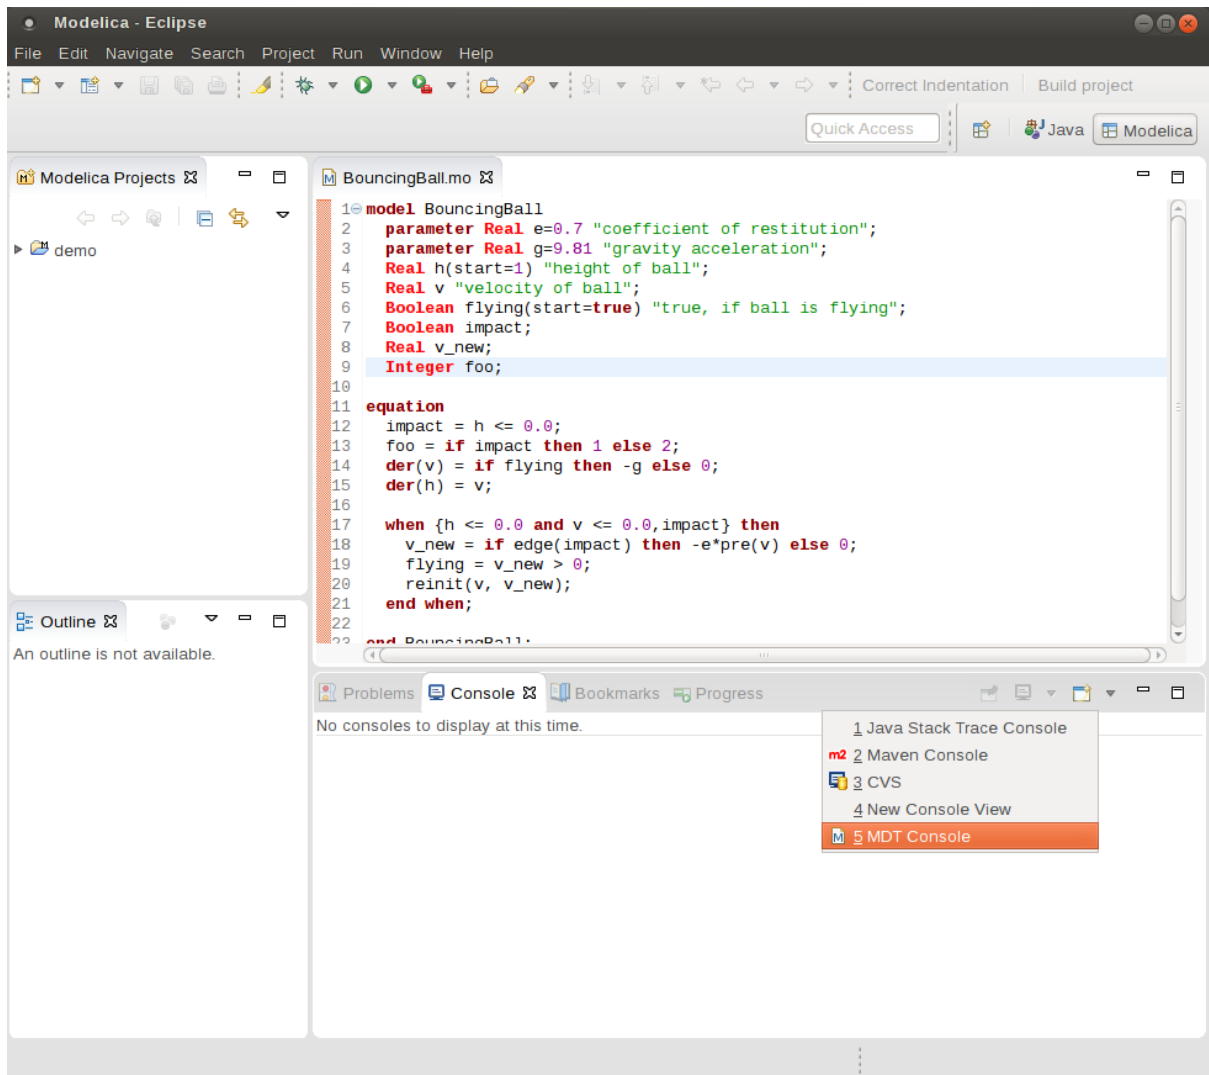 Modelica - Eclipse
File Edit Navigate Search Project Run Window Help
Correct Indentation Build project
Quick Access Java Modelica
Modelica Projects
demo
BouncingBall.mo
1 model BouncingBall
2 parameter Real e=0.7 "coefficient of restitution";
3 parameter Real g=9.81 "gravity acceleration";
4 Real h(start=1) "height of ball";
5 Real v "velocity of ball";
6 Boolean flying(start=true) "true, if ball is flying";
7 Boolean impact;
8 Real v_new;
9 Integer foo;
10
11 equation
12 impact = h <= 0.0;
13 foo = if impact then 1 else 2;
14 der(v) = if flying then -g else 0;
15 der(h) = v;
16
17 when {h <= 0.0 and v <= 0.0,impact} then
18 v_new = if edge(impact) then -e*pre(v) else 0;
19 flying = v_new > 0;
20 reinit(v, v_new);
21 end when;
22
23 end BouncingBall;
Outline
An outline is not available.
Problems Console Bookmarks Progress
No consoles to display at this time.
1 Java Stack Trace Console
m2 2 Maven Console
3 CVS
4 New Console View
M 5 MDT Console